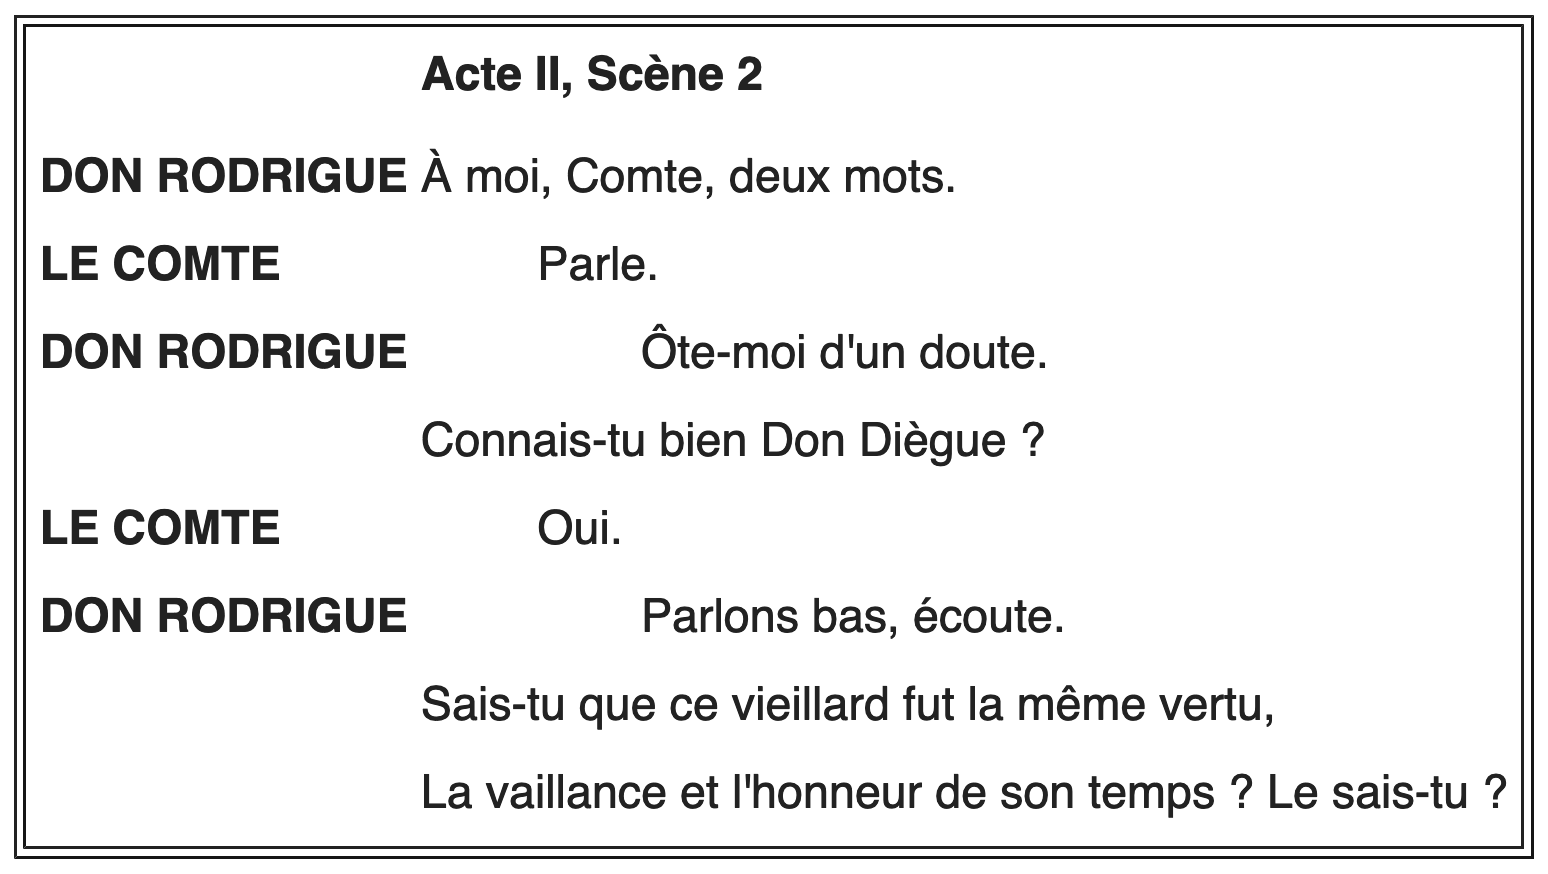 Acte II, Scène 2
DON RODRIGUE À moi, Comte, deux mots.
LE COMTE Parle.
DON RODRIGUE Ôte-moi d'un doute.
Connais-tu bien Don Diègue ?
LE COMTE Oui.
DON RODRIGUE Parlons bas, écoute.
Sais-tu que ce vieillard fut la même vertu,
La vaillance et l'honneur de son temps ? Le sais-tu ?